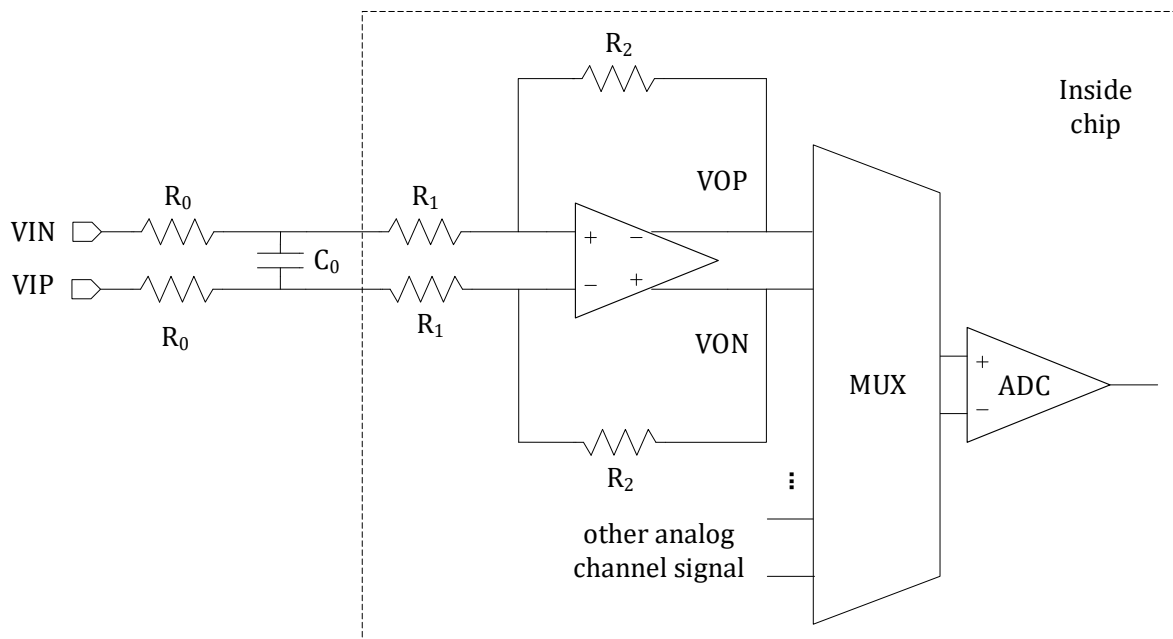 R₂
Inside
chip
VOP
R₀
R₁
VIN
+ −
C₀
VIP
− +
R₀
R₁
VON
MUX
+
ADC
−
R₂
...
other analog
channel signal